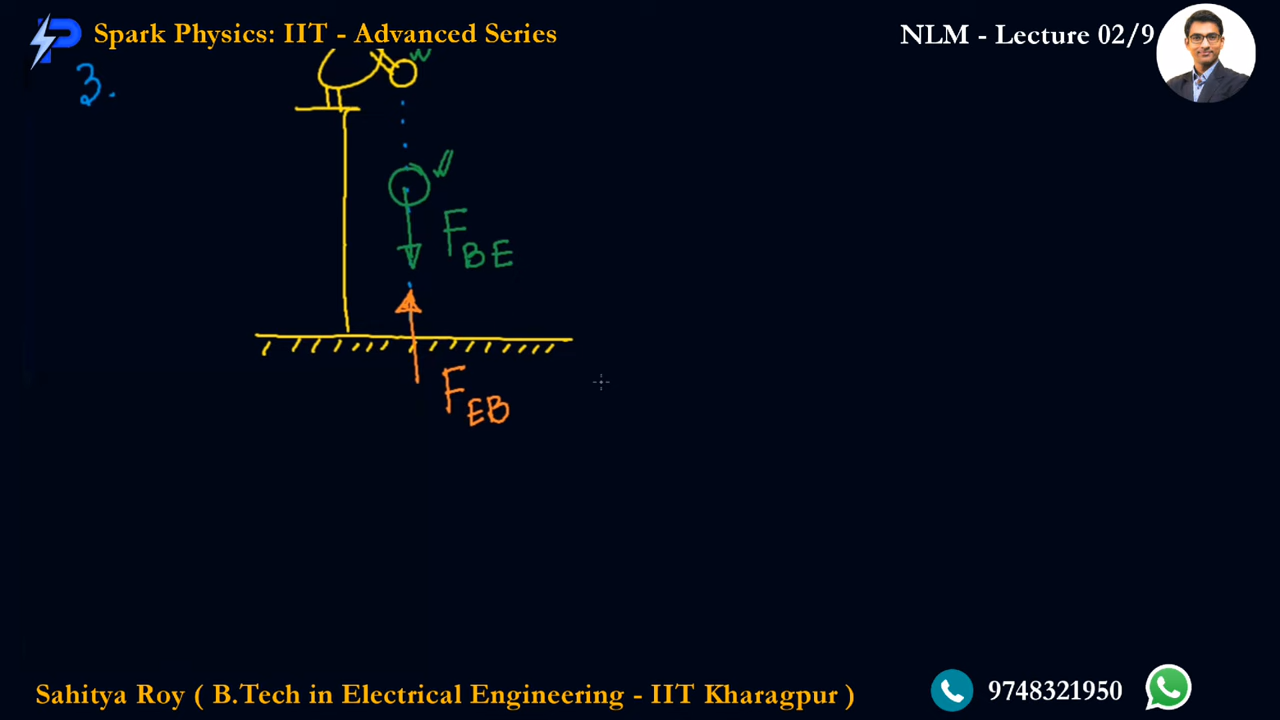 Spark Physics: IIT - Advanced Series
NLM - Lecture 02/9
3.
F_BE
F_EB
Sahitya Roy ( B.Tech in Electrical Engineering - IIT Kharagpur )
9748321950